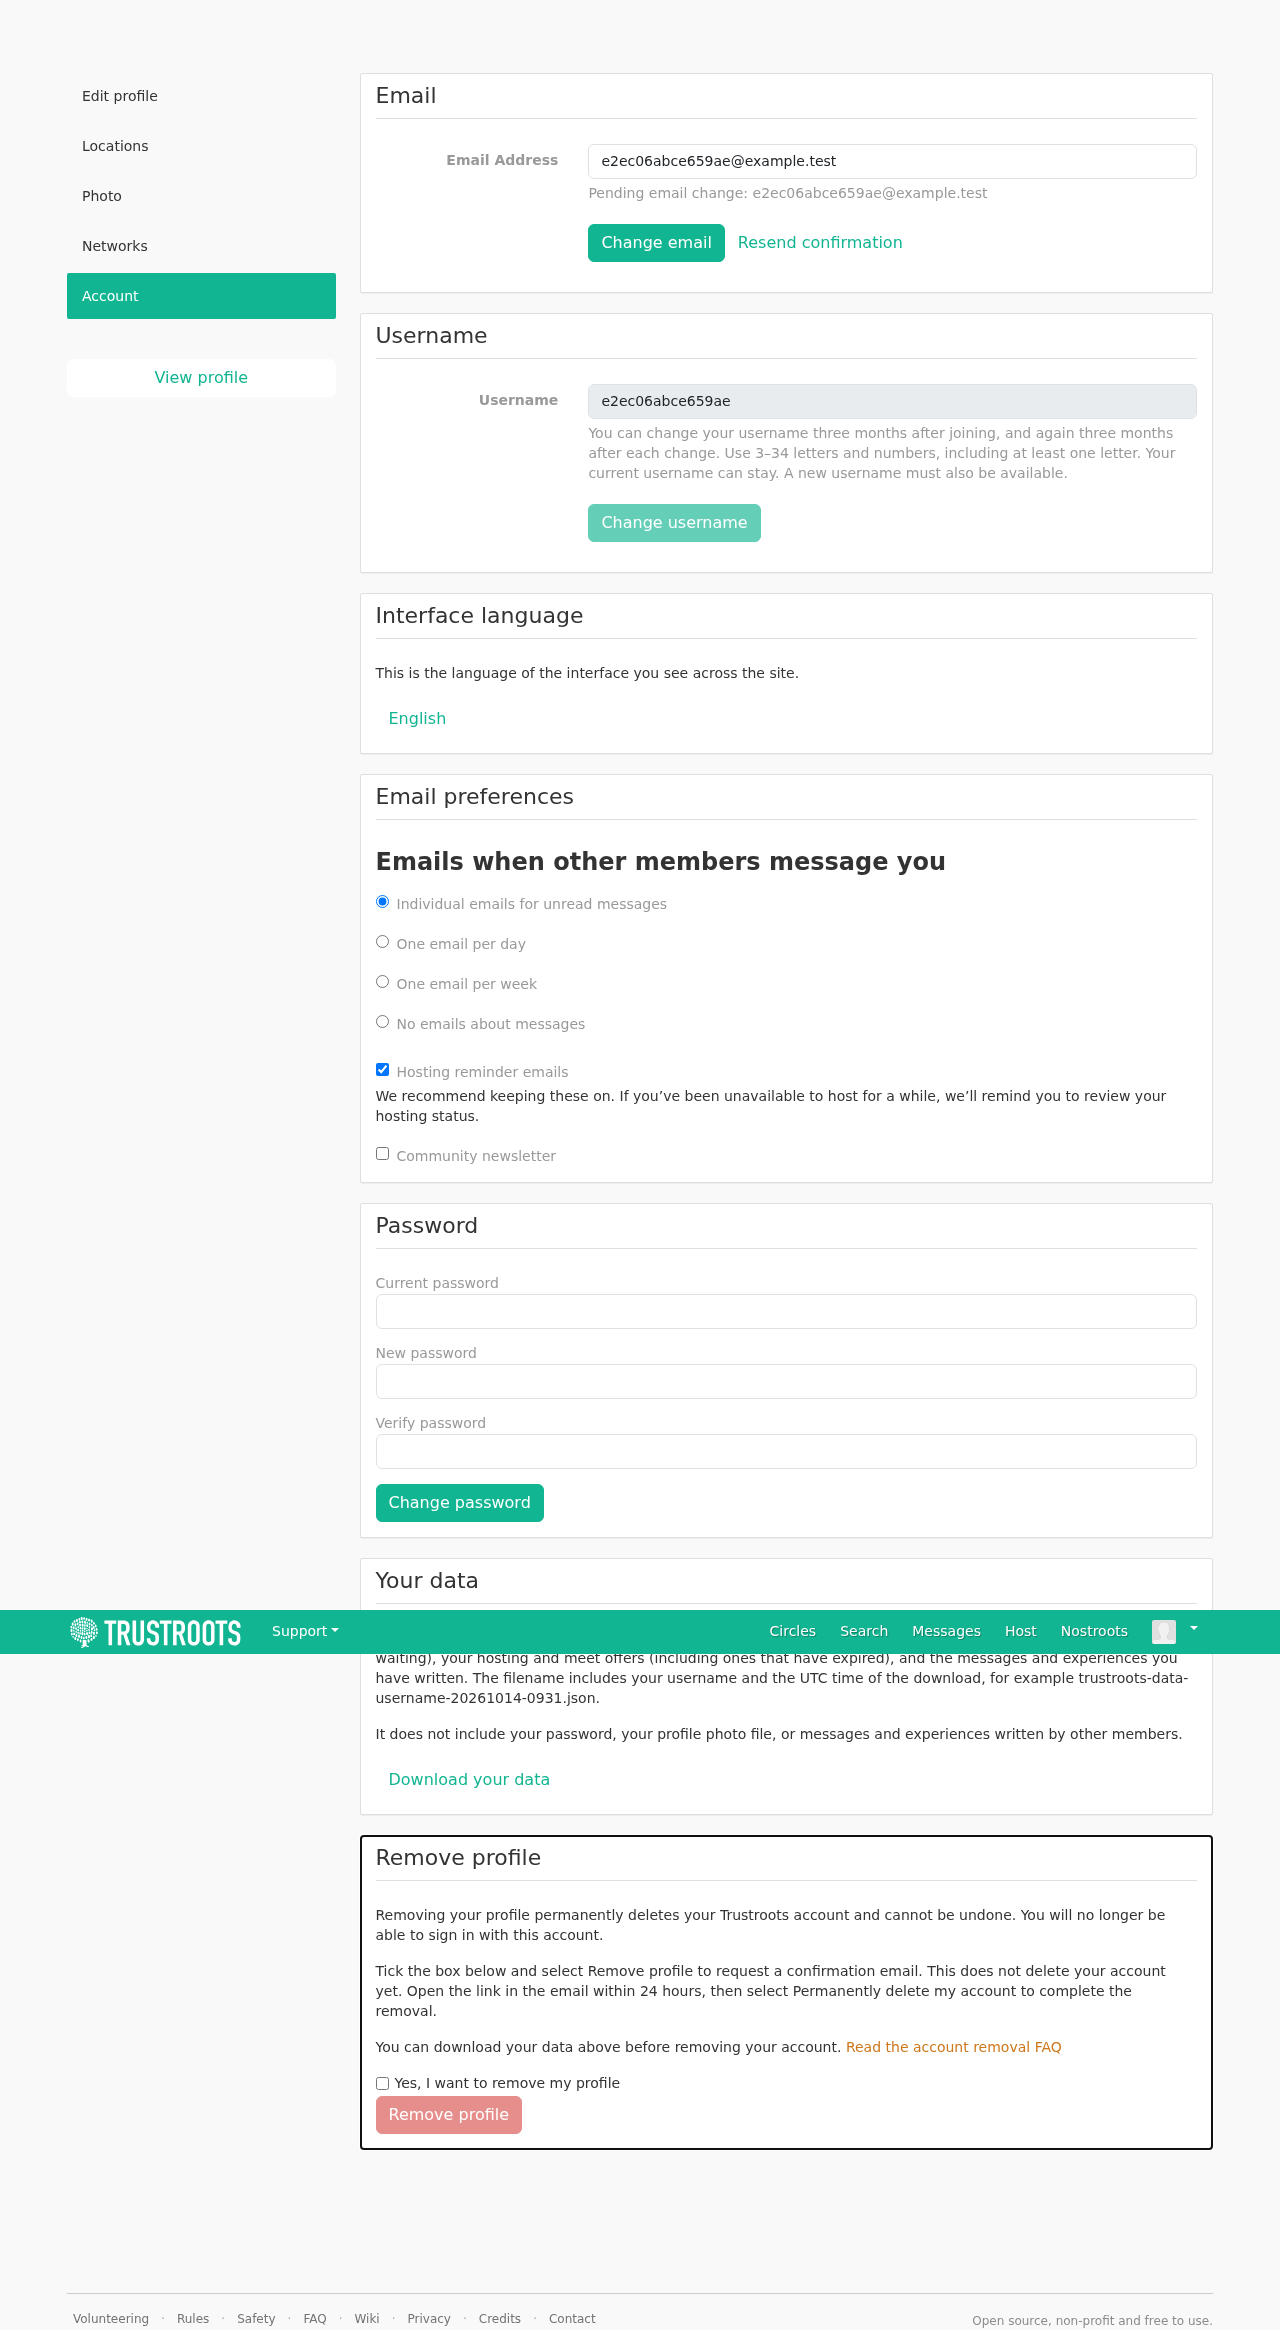 Edit profile
Locations
Photo
Networks
Account
View profile
Email
Email Address
e2ec06abce659ae@example.test
Pending email change: e2ec06abce659ae@example.test
Change email
Resend confirmation
Username
Username
e2ec06abce659ae
You can change your username three months after joining, and again three months
after each change. Use 3–34 letters and numbers, including at least one letter. Your
current username can stay. A new username must also be available.
Change username
Interface language
This is the language of the interface you see across the site.
English
Email preferences
Emails when other members message you
Individual emails for unread messages
One email per day
One email per week
No emails about messages
Hosting reminder emails
We recommend keeping these on. If you’ve been unavailable to host for a while, we’ll remind you to review your
hosting status.
Community newsletter
Password
Current password
New password
Verify password
Change password
Your data
TRUSTROOTS
Support
Circles
Search
Messages
Host
Nostroots
waiting), your hosting and meet offers (including ones that have expired), and the messages and experiences you
have written. The filename includes your username and the UTC time of the download, for example trustroots-data-
username-20261014-0931.json.
It does not include your password, your profile photo file, or messages and experiences written by other members.
Download your data
Remove profile
Removing your profile permanently deletes your Trustroots account and cannot be undone. You will no longer be
able to sign in with this account.
Tick the box below and select Remove profile to request a confirmation email. This does not delete your account
yet. Open the link in the email within 24 hours, then select Permanently delete my account to complete the
removal.
You can download your data above before removing your account. Read the account removal FAQ
Yes, I want to remove my profile
Remove profile
Volunteering · Rules · Safety · FAQ · Wiki · Privacy · Credits · Contact
Open source, non-profit and free to use.